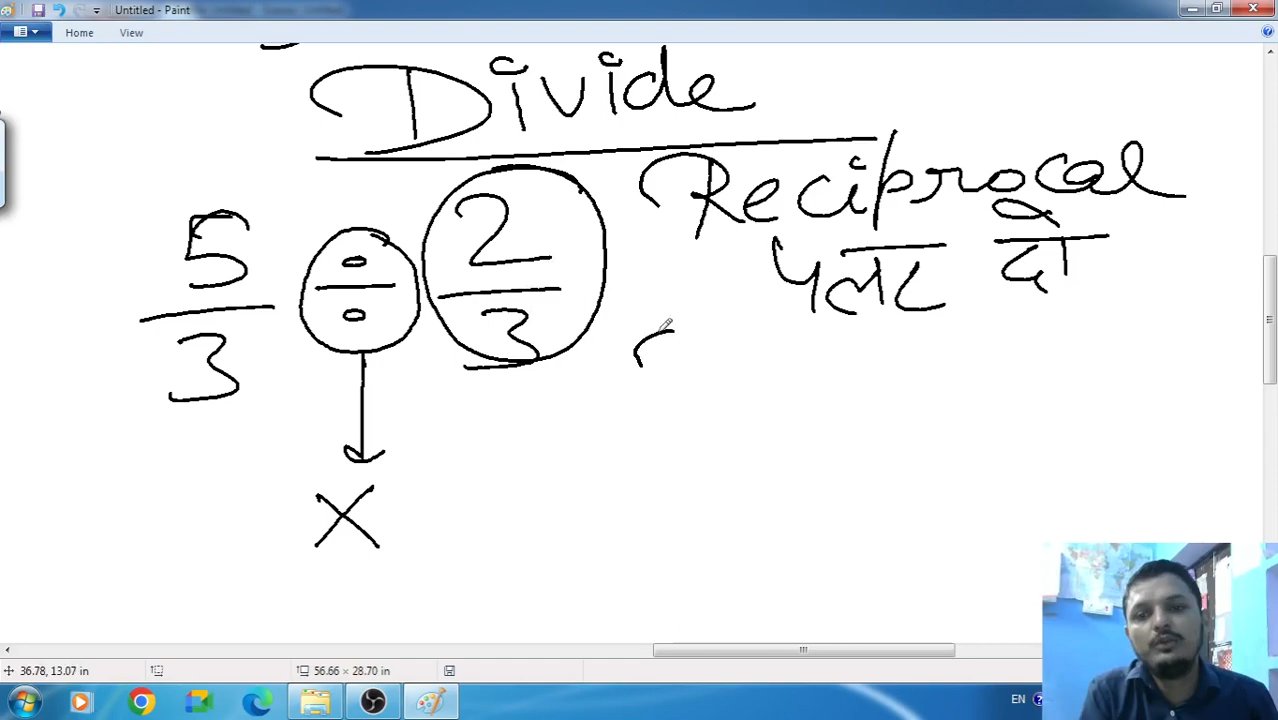 Untitled - Paint
Home View
Divide
Reciprocal
पलट दो
5/3 ÷ 2/3
×
36.78, 13.07 in
56.66 × 28.70 in
EN